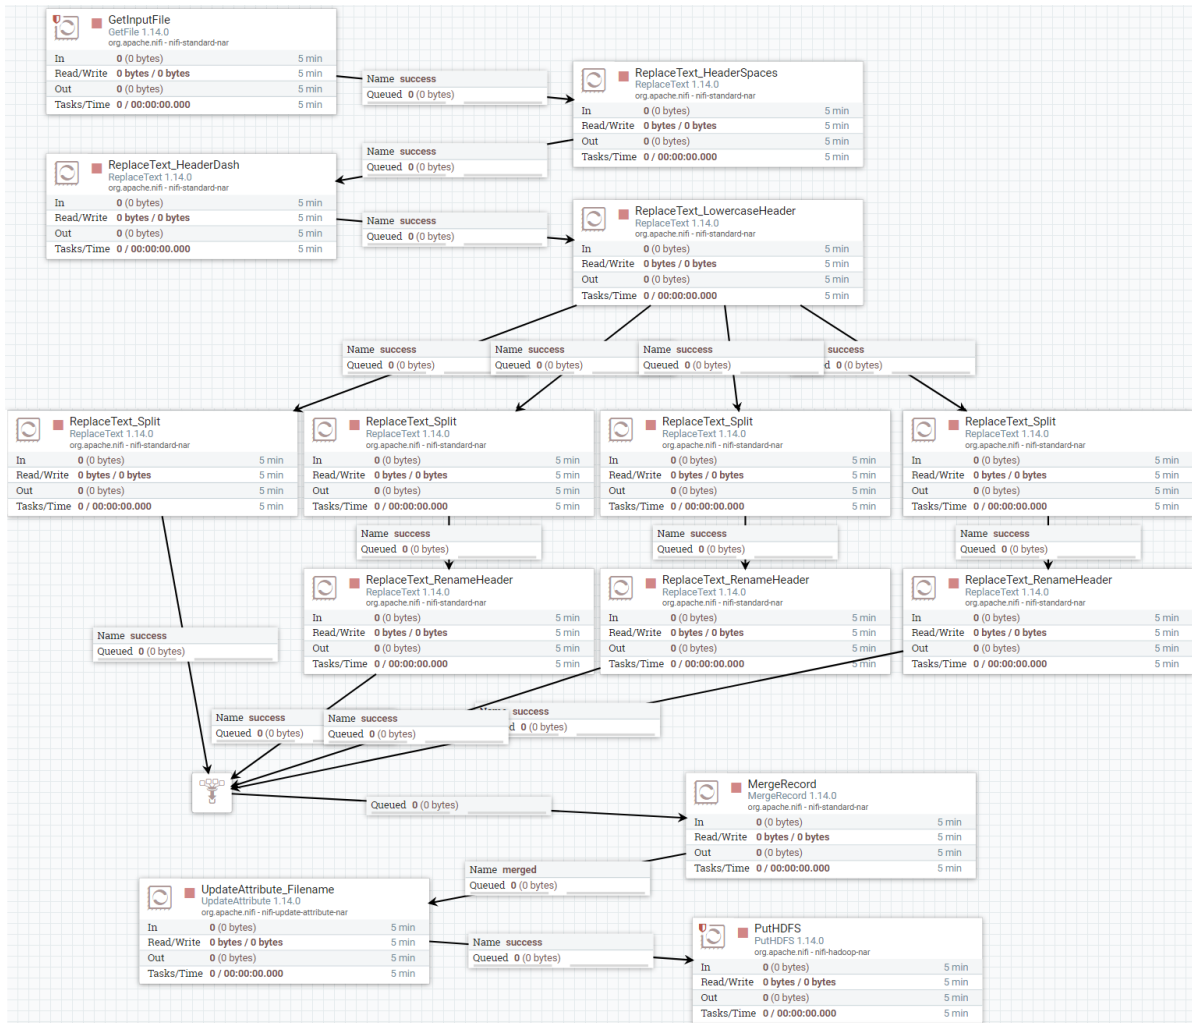 GetInputFile
GetFile 1.14.0
org.apache.nifi - nifi-standard-nar
In 0 (0 bytes) 5 min
Read/Write 0 bytes / 0 bytes 5 min
Out 0 (0 bytes) 5 min
Tasks/Time 0 / 00:00:00.000 5 min
Name success
Queued 0 (0 bytes)
ReplaceText_HeaderSpaces
ReplaceText 1.14.0
org.apache.nifi - nifi-standard-nar
In 0 (0 bytes) 5 min
Read/Write 0 bytes / 0 bytes 5 min
Out 0 (0 bytes) 5 min
Tasks/Time 0 / 00:00:00.000 5 min
Name success
Queued 0 (0 bytes)
ReplaceText_HeaderDash
ReplaceText 1.14.0
org.apache.nifi - nifi-standard-nar
In 0 (0 bytes) 5 min
Read/Write 0 bytes / 0 bytes 5 min
Out 0 (0 bytes) 5 min
Tasks/Time 0 / 00:00:00.000 5 min
Name success
Queued 0 (0 bytes)
ReplaceText_LowercaseHeader
ReplaceText 1.14.0
org.apache.nifi - nifi-standard-nar
In 0 (0 bytes) 5 min
Read/Write 0 bytes / 0 bytes 5 min
Out 0 (0 bytes) 5 min
Tasks/Time 0 / 00:00:00.000 5 min
Name success
Queued 0 (0 bytes)
Name success
Queued 0 (0 bytes)
Name success
Queued 0 (0 bytes)
success
d 0 (0 bytes)
ReplaceText_Split
ReplaceText 1.14.0
org.apache.nifi - nifi-standard-nar
In 0 (0 bytes) 5 min
Read/Write 0 bytes / 0 bytes 5 min
Out 0 (0 bytes) 5 min
Tasks/Time 0 / 00:00:00.000 5 min
ReplaceText_Split
ReplaceText 1.14.0
org.apache.nifi - nifi-standard-nar
In 0 (0 bytes) 5 min
Read/Write 0 bytes / 0 bytes 5 min
Out 0 (0 bytes) 5 min
Tasks/Time 0 / 00:00:00.000 5 min
ReplaceText_Split
ReplaceText 1.14.0
org.apache.nifi - nifi-standard-nar
In 0 (0 bytes) 5 min
Read/Write 0 bytes / 0 bytes 5 min
Out 0 (0 bytes) 5 min
Tasks/Time 0 / 00:00:00.000 5 min
ReplaceText_Split
ReplaceText 1.14.0
org.apache.nifi - nifi-standard-nar
In 0 (0 bytes) 5 min
Read/Write 0 bytes / 0 bytes 5 min
Out 0 (0 bytes) 5 min
Tasks/Time 0 / 00:00:00.000 5 min
Name success
Queued 0 (0 bytes)
Name success
Queued 0 (0 bytes)
Name success
Queued 0 (0 bytes)
ReplaceText_RenameHeader
ReplaceText 1.14.0
org.apache.nifi - nifi-standard-nar
In 0 (0 bytes) 5 min
Read/Write 0 bytes / 0 bytes 5 min
Out 0 (0 bytes) 5 min
Tasks/Time 0 / 00:00:00.000 5 min
ReplaceText_RenameHeader
ReplaceText 1.14.0
org.apache.nifi - nifi-standard-nar
In 0 (0 bytes) 5 min
Read/Write 0 bytes / 0 bytes 5 min
Out 0 (0 bytes) 5 min
Tasks/Time 0 / 00:00:00.000 5 min
ReplaceText_RenameHeader
ReplaceText 1.14.0
org.apache.nifi - nifi-standard-nar
In 0 (0 bytes) 5 min
Read/Write 0 bytes / 0 bytes 5 min
Out 0 (0 bytes) 5 min
Tasks/Time 0 / 00:00:00.000 5 min
Name success
Queued 0 (0 bytes)
Name success
Queued 0 (0 bytes)
Name success
Queued 0 (0 bytes)
Name success
d 0 (0 bytes)
Queued 0 (0 bytes)
MergeRecord
MergeRecord 1.14.0
org.apache.nifi - nifi-standard-nar
In 0 (0 bytes) 5 min
Read/Write 0 bytes / 0 bytes 5 min
Out 0 (0 bytes) 5 min
Tasks/Time 0 / 00:00:00.000 5 min
Name merged
Queued 0 (0 bytes)
UpdateAttribute_Filename
UpdateAttribute 1.14.0
org.apache.nifi - nifi-update-attribute-nar
In 0 (0 bytes) 5 min
Read/Write 0 bytes / 0 bytes 5 min
Out 0 (0 bytes) 5 min
Tasks/Time 0 / 00:00:00.000 5 min
Name success
Queued 0 (0 bytes)
PutHDFS
PutHDFS 1.14.0
org.apache.nifi - nifi-hadoop-nar
In 0 (0 bytes) 5 min
Read/Write 0 bytes / 0 bytes 5 min
Out 0 (0 bytes) 5 min
Tasks/Time 0 / 00:00:00.000 5 min